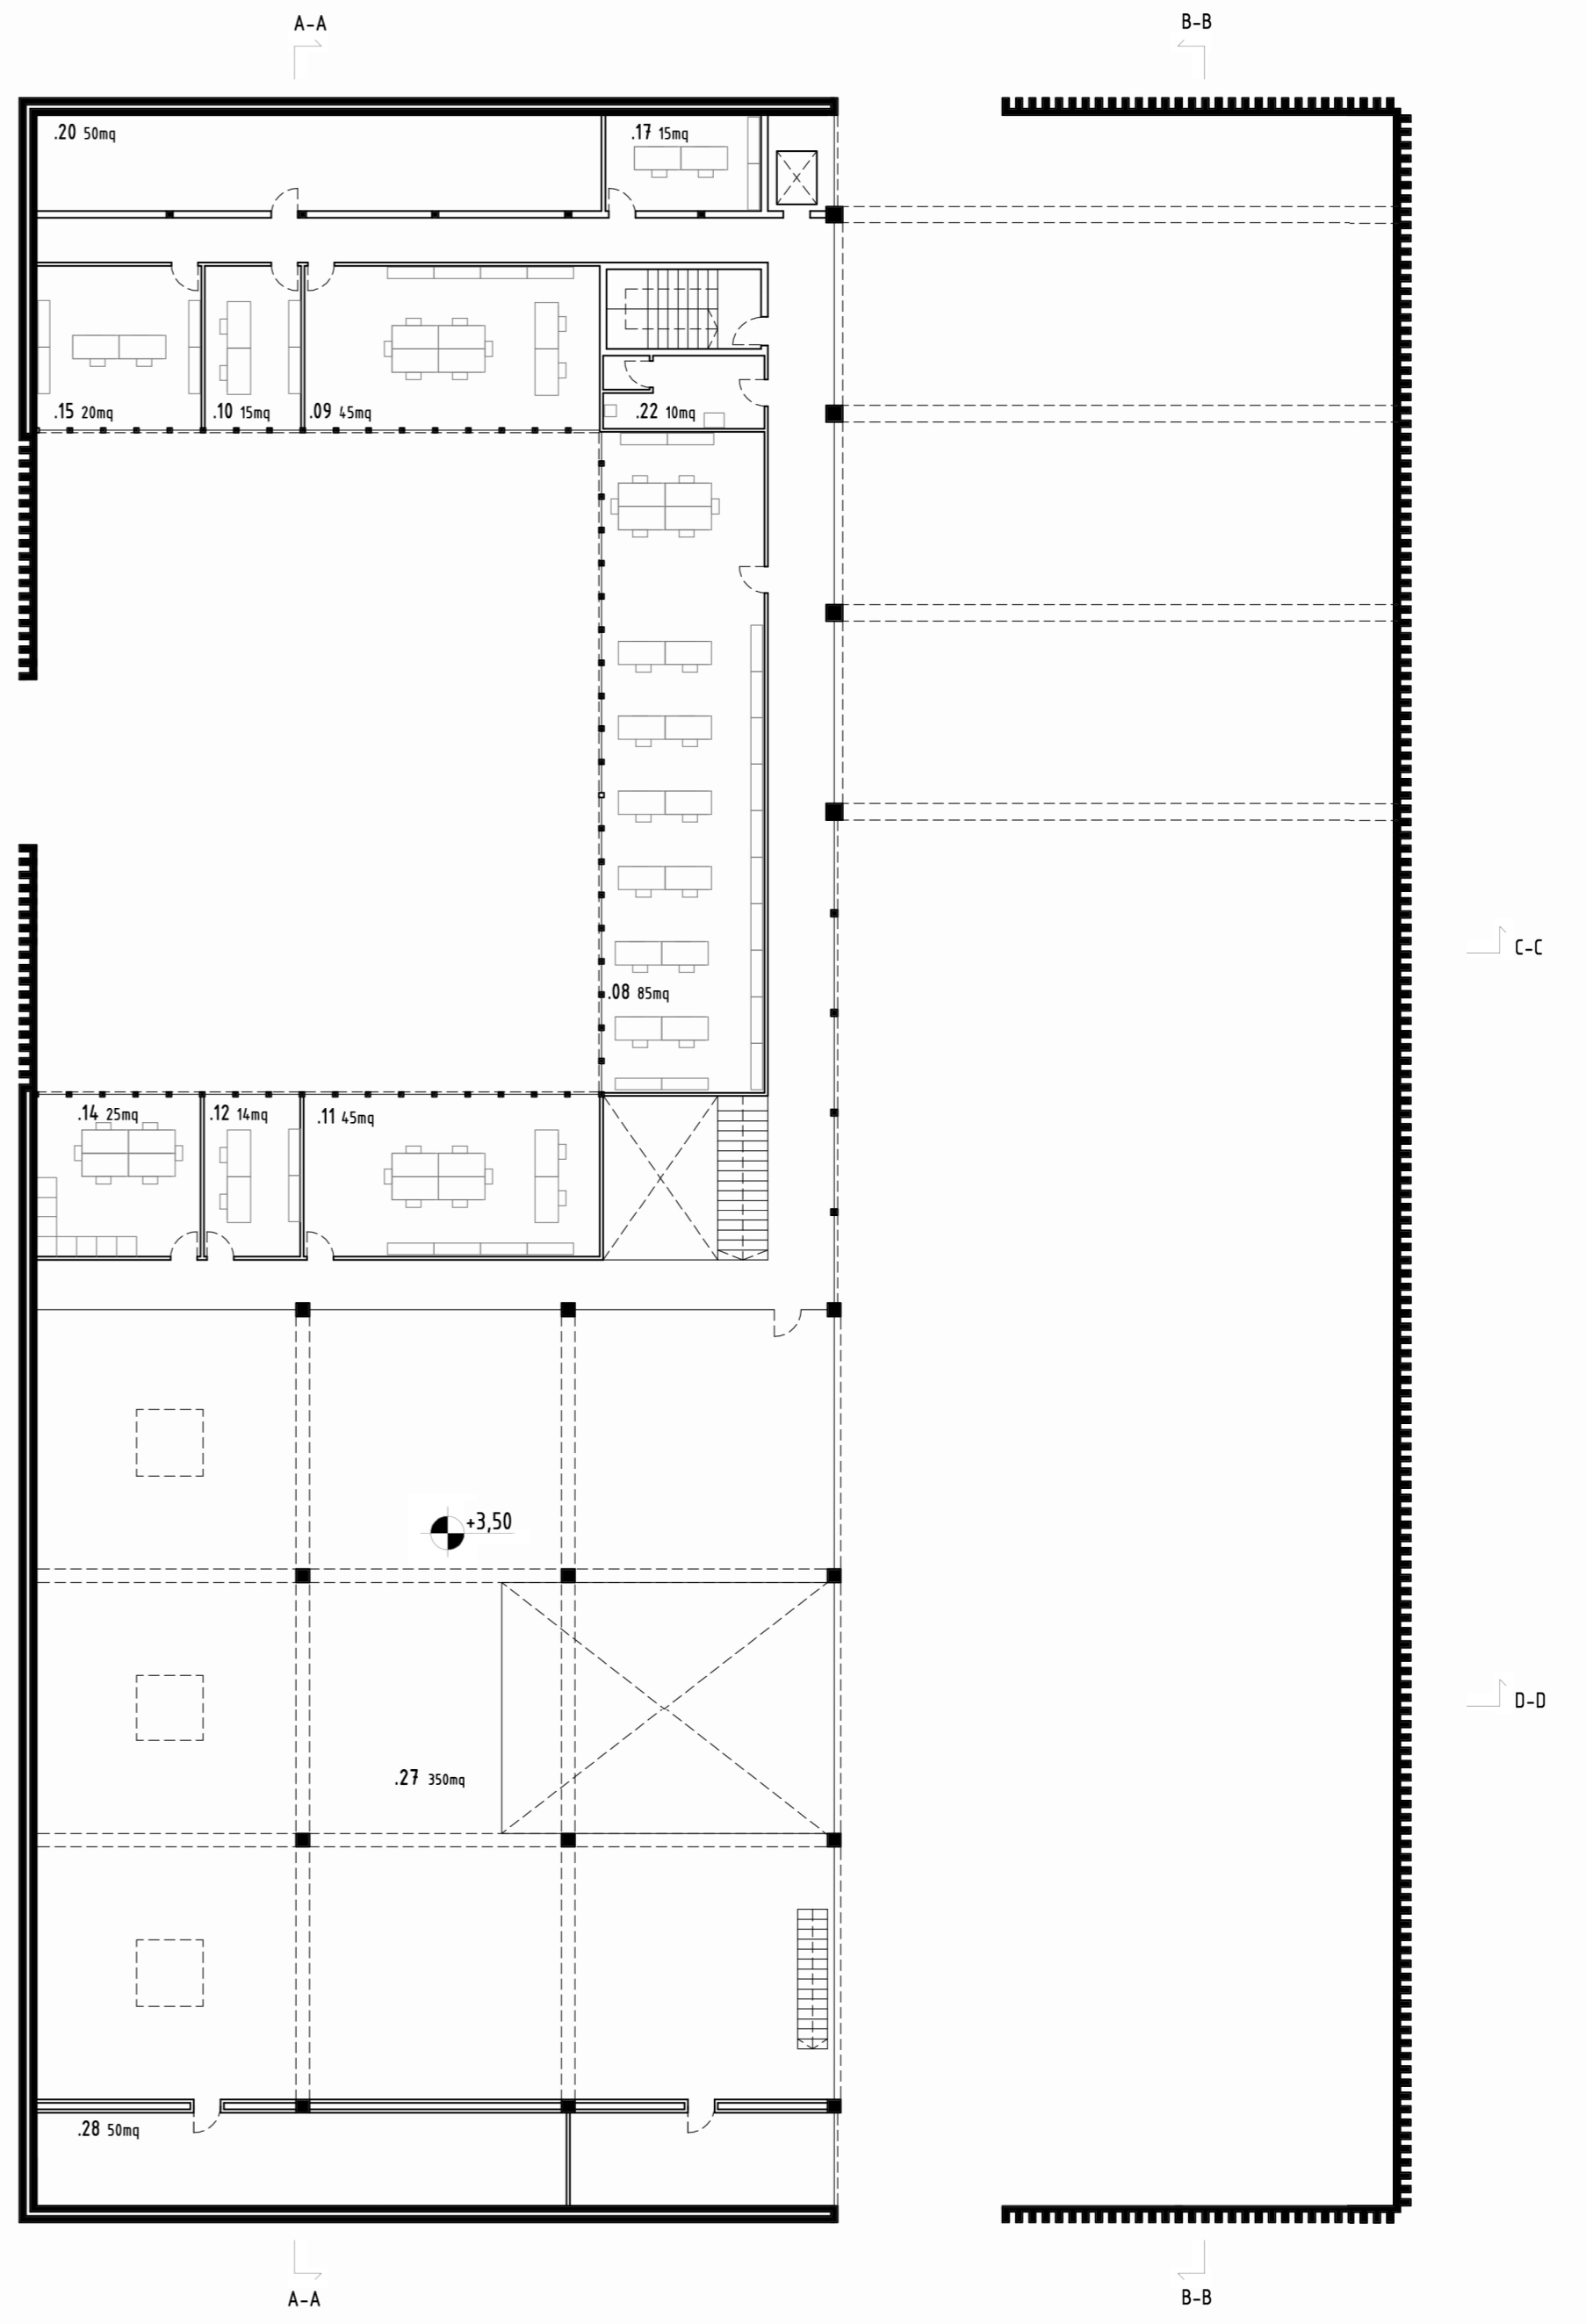 A-A
B-B
.20 50mq
.17 15mq
.15 20mq
.10 15mq
.09 45mq
.22 10mq
C-C
.08 85mq
.14 25mq
.12 14mq
.11 45mq
+3,50
D-D
.27 350mq
.28 50mq
A-A
B-B